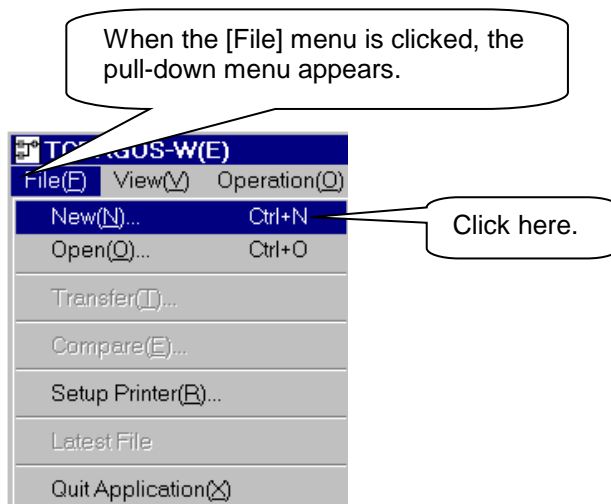 When the [File] menu is clicked, the
pull-down menu appears.
GOS-W(E)
File(F) View(V) Operation(O)
New(N)... Ctrl+N
Click here.
Open(O)... Ctrl+O
Transfer(T)...
Compare(E)...
Setup Printer(R)...
Latest File
Quit Application(X)